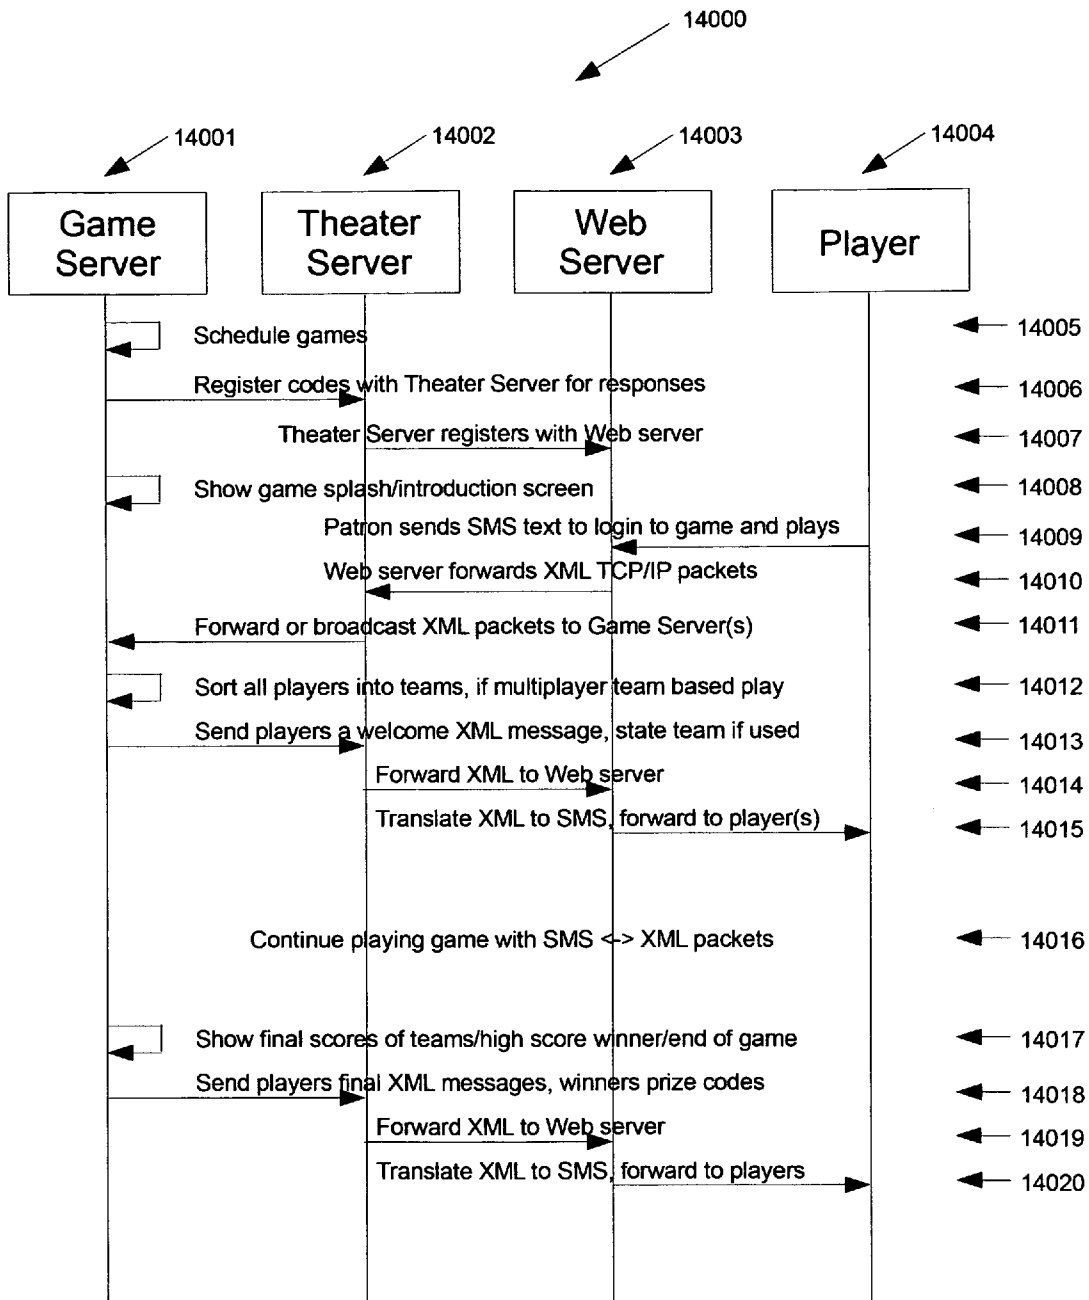 14000
14001
14002
14003
14004
Game
Server
Theater
Server
Web
Server
Player
Schedule games
14005
Register codes with Theater Server for responses
14006
Theater Server registers with Web server
14007
Show game splash/introduction screen
14008
Patron sends SMS text to login to game and plays
14009
Web server forwards XML TCP/IP packets
14010
Forward or broadcast XML packets to Game Server(s)
14011
Sort all players into teams, if multiplayer team based play
14012
Send players a welcome XML message, state team if used
14013
Forward XML to Web server
14014
Translate XML to SMS, forward to player(s)
14015
Continue playing game with SMS <-> XML packets
14016
Show final scores of teams/high score winner/end of game
14017
Send players final XML messages, winners prize codes
14018
Forward XML to Web server
14019
Translate XML to SMS, forward to players
14020